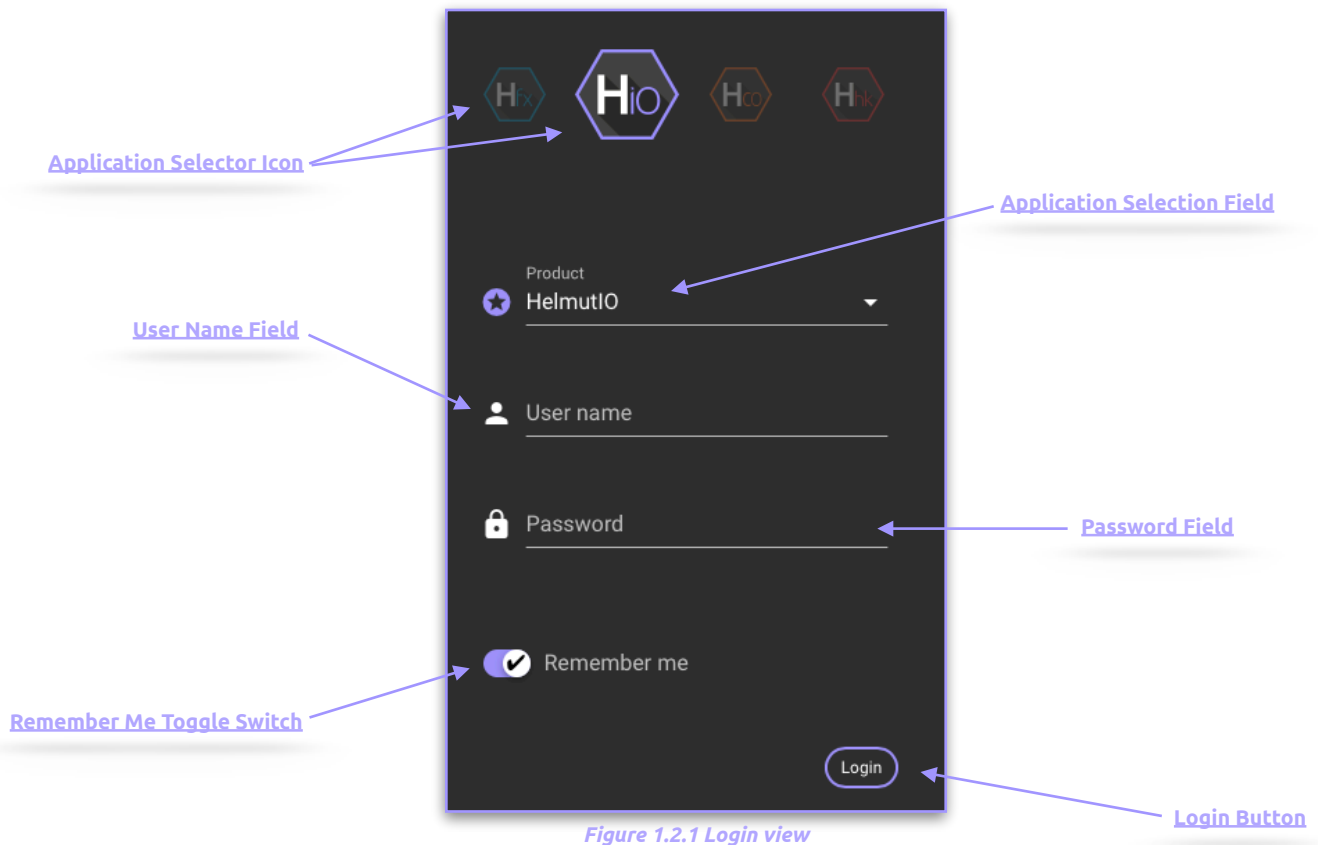 Hfx HiO Hco Hhk
Application Selector Icon
Application Selection Field
Product
HelmutIO
User Name Field
User name
Password
Password Field
Remember me
Remember Me Toggle Switch
Login
Login Button
Figure 1.2.1 Login view